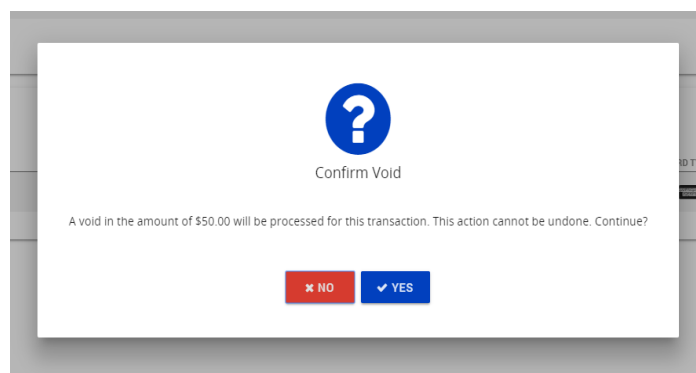 Confirm Void
RD T
A void in the amount of $50.00 will be processed for this transaction. This action cannot be undone. Continue?
NO
YES